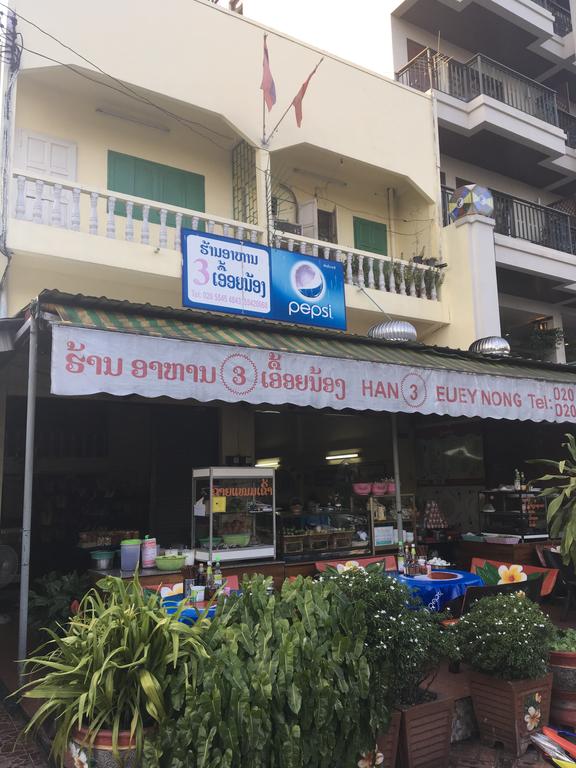 ຮ້ານອາຫານ
3 ເອື້ອຍນ້ອງ
pepsi
ຮ້ານ ອາຫານ 3 ເອື້ອຍນ້ອງ HAN 3 EUEY NONG Tel: 020
020